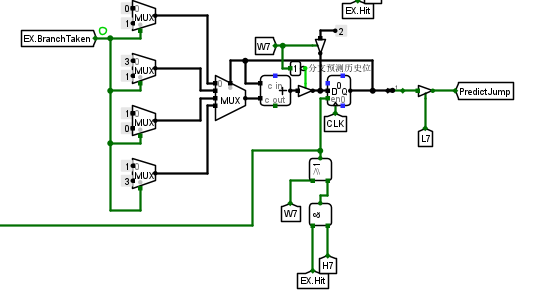 EX.Hit
0
1
MUX
EX.BranchTaken
W7
2
3
1
MUX
1
分支预测历史位
MUX
c in
c out
+
0
D Q
en0
PredictJump
1
0
MUX
CLK
L7
1
3
MUX
≥1
W7
&
H7
EX.Hit